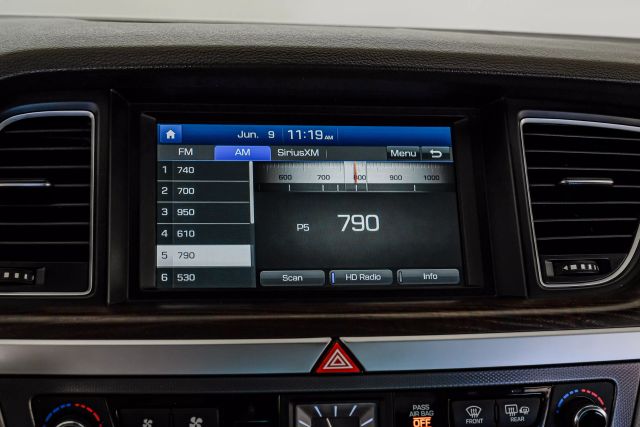 Jun. 9 11:19 AM
FM AM SiriusXM Menu
1 740
2 700
3 950
4 610
5 790
6 530
600 700 800 900 1000
P5 790
Scan HD Radio Info
PASS
AIR BAG
OFF
FRONT
REAR